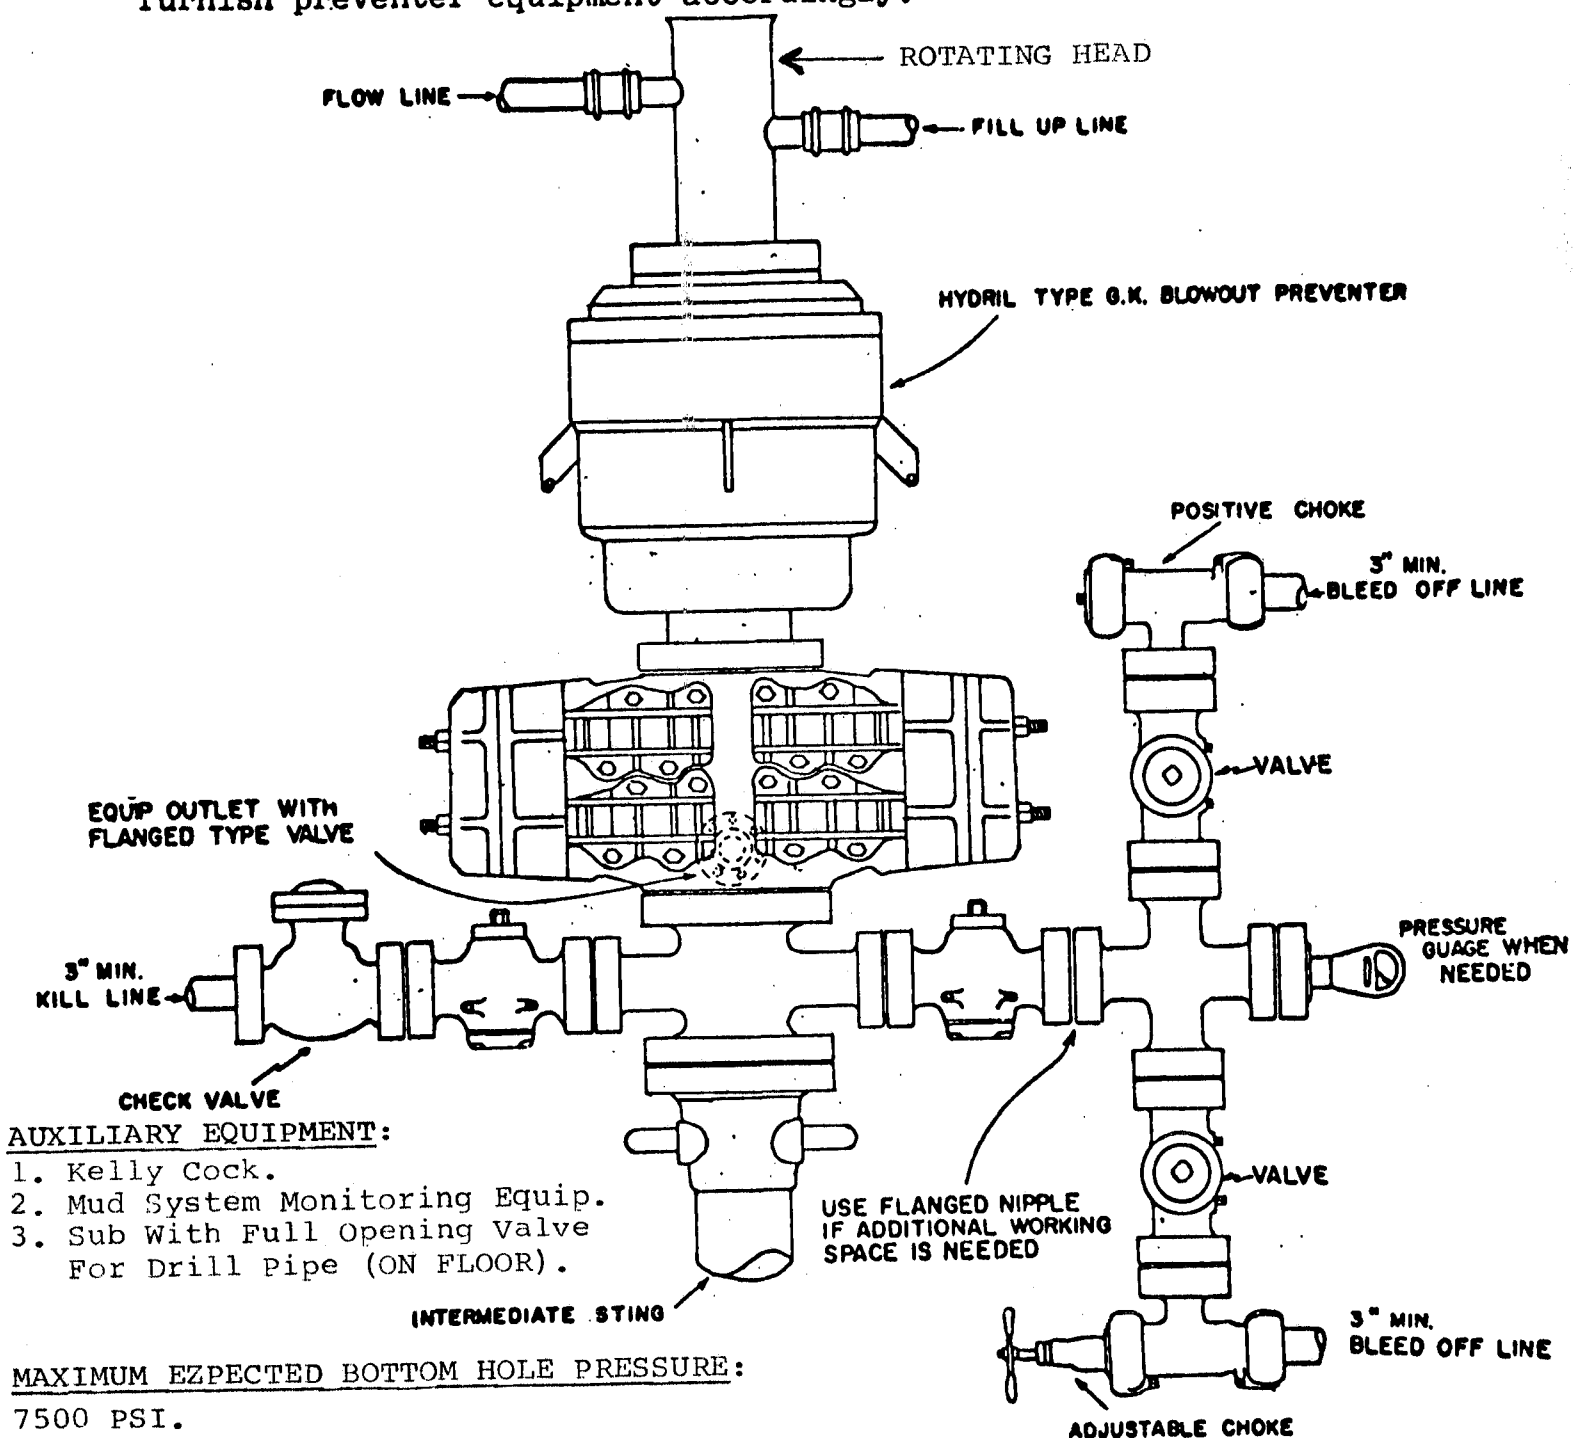 furnish preventer equipment accordingly.
ROTATING HEAD
FLOW LINE
FILL UP LINE
HYDRIL TYPE G.K. BLOWOUT PREVENTER
POSITIVE CHOKE
3" MIN.
BLEED OFF LINE
VALVE
EQUIP OUTLET WITH
FLANGED TYPE VALVE
PRESSURE
GUAGE WHEN
NEEDED
3" MIN.
KILL LINE
CHECK VALVE
AUXILIARY EQUIPMENT:
1. Kelly Cock.
2. Mud System Monitoring Equip.
3. Sub With Full Opening Valve
For Drill Pipe (ON FLOOR).
VALVE
USE FLANGED NIPPLE
IF ADDITIONAL WORKING
SPACE IS NEEDED
INTERMEDIATE STING
3" MIN.
BLEED OFF LINE
MAXIMUM EZPECTED BOTTOM HOLE PRESSURE:
7500 PSI.
ADJUSTABLE CHOKE